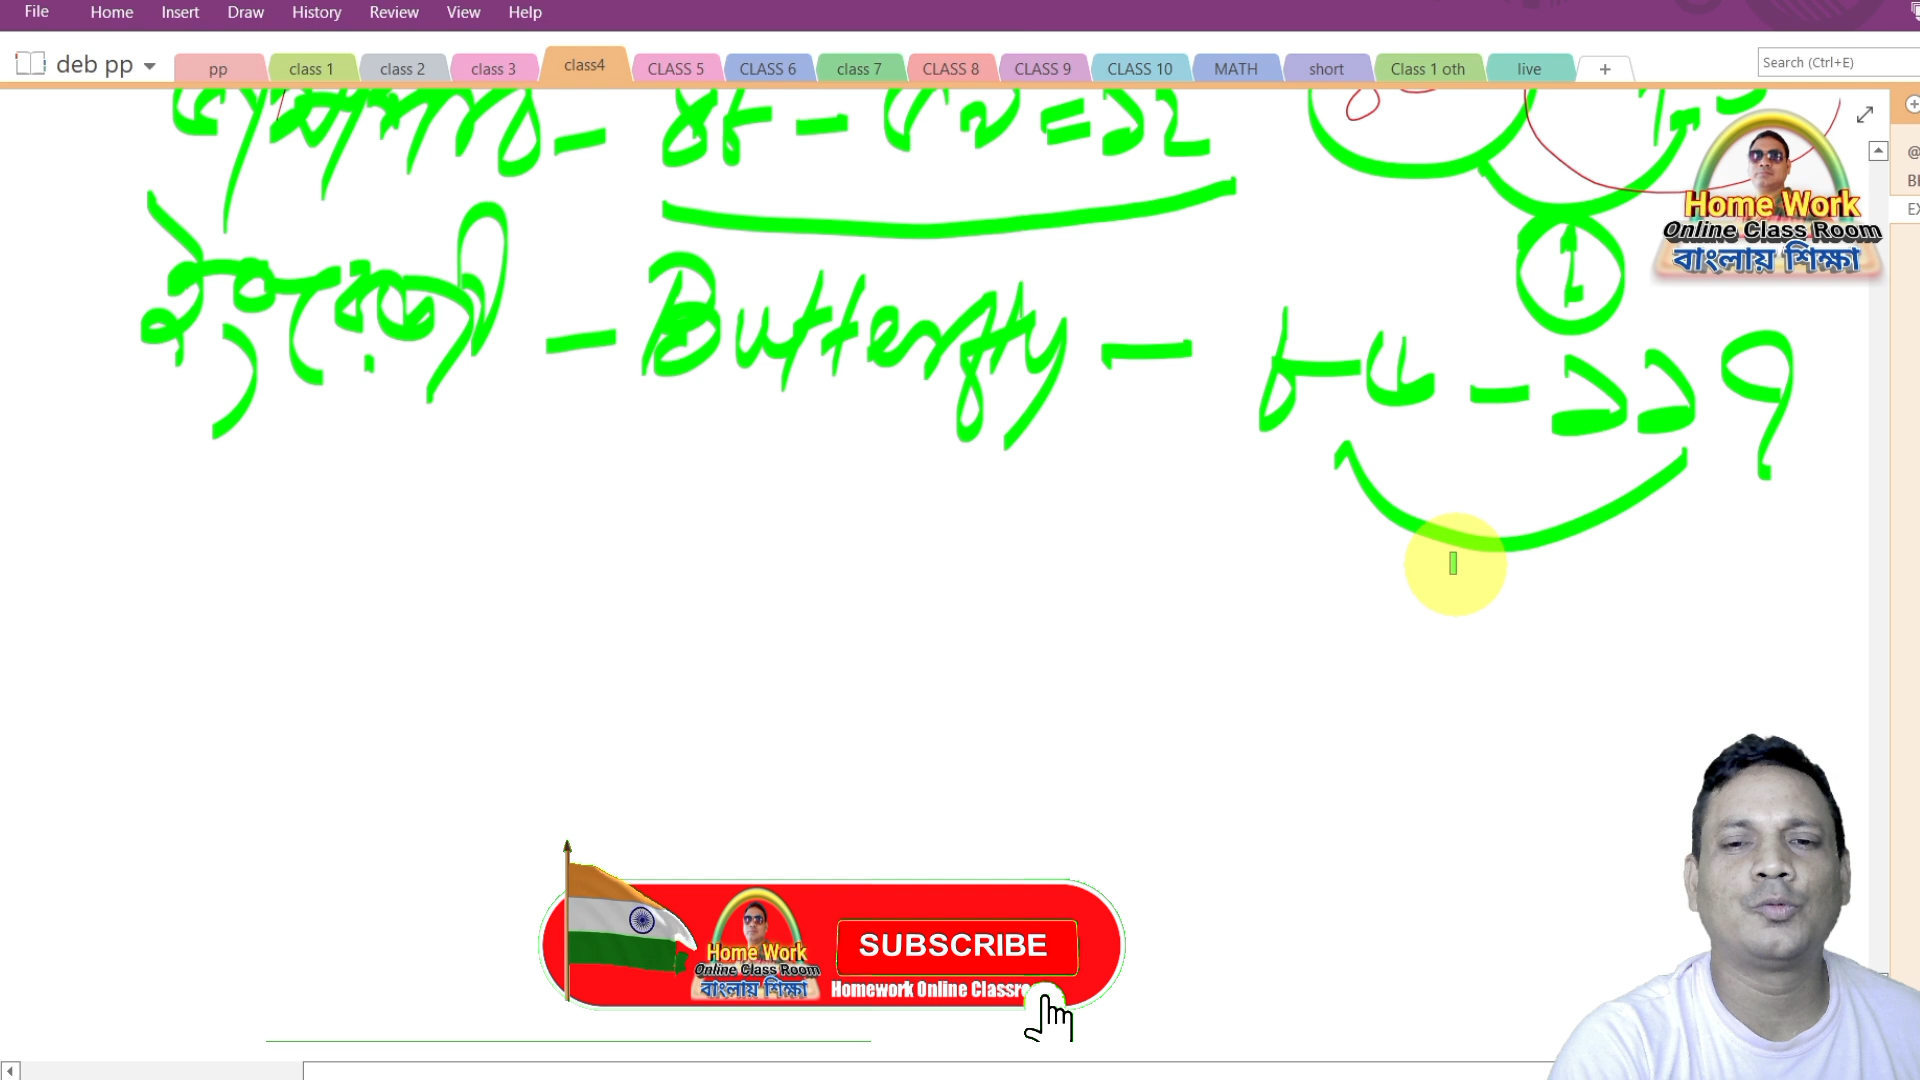 File Home Insert Draw History Review View Help
deb pp pp class 1 class 2 class 3 class4 CLASS 5 CLASS 6 class 7 CLASS 8 CLASS 9 CLASS 10 MATH short Class 1 oth live + Search (Ctrl+E)
Home Work
Online Class Room
বাংলায় শিক্ষা
ইংরেজী - Butterfly - ৮৬ - ১১৭
SUBSCRIBE
Home Work
Online Class Room
বাংলায় শিক্ষা
Homework Online